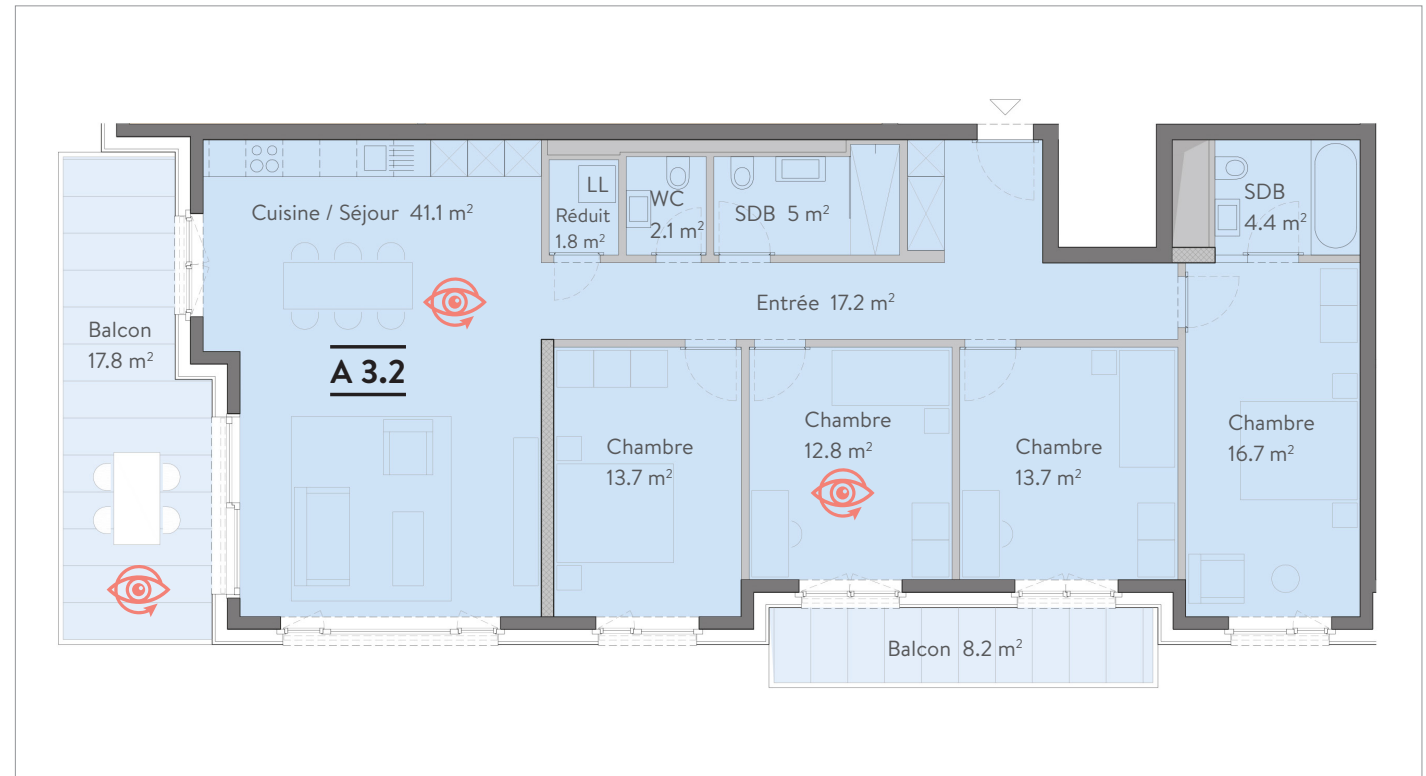 Cuisine / Séjour 41.1 m²
LL
Réduit
1.8 m²
WC
2.1 m²
SDB 5 m²
SDB
4.4 m²
Entrée 17.2 m²
Balcon
17.8 m²
A 3.2
Chambre
13.7 m²
Chambre
12.8 m²
Chambre
13.7 m²
Chambre
16.7 m²
Balcon 8.2 m²